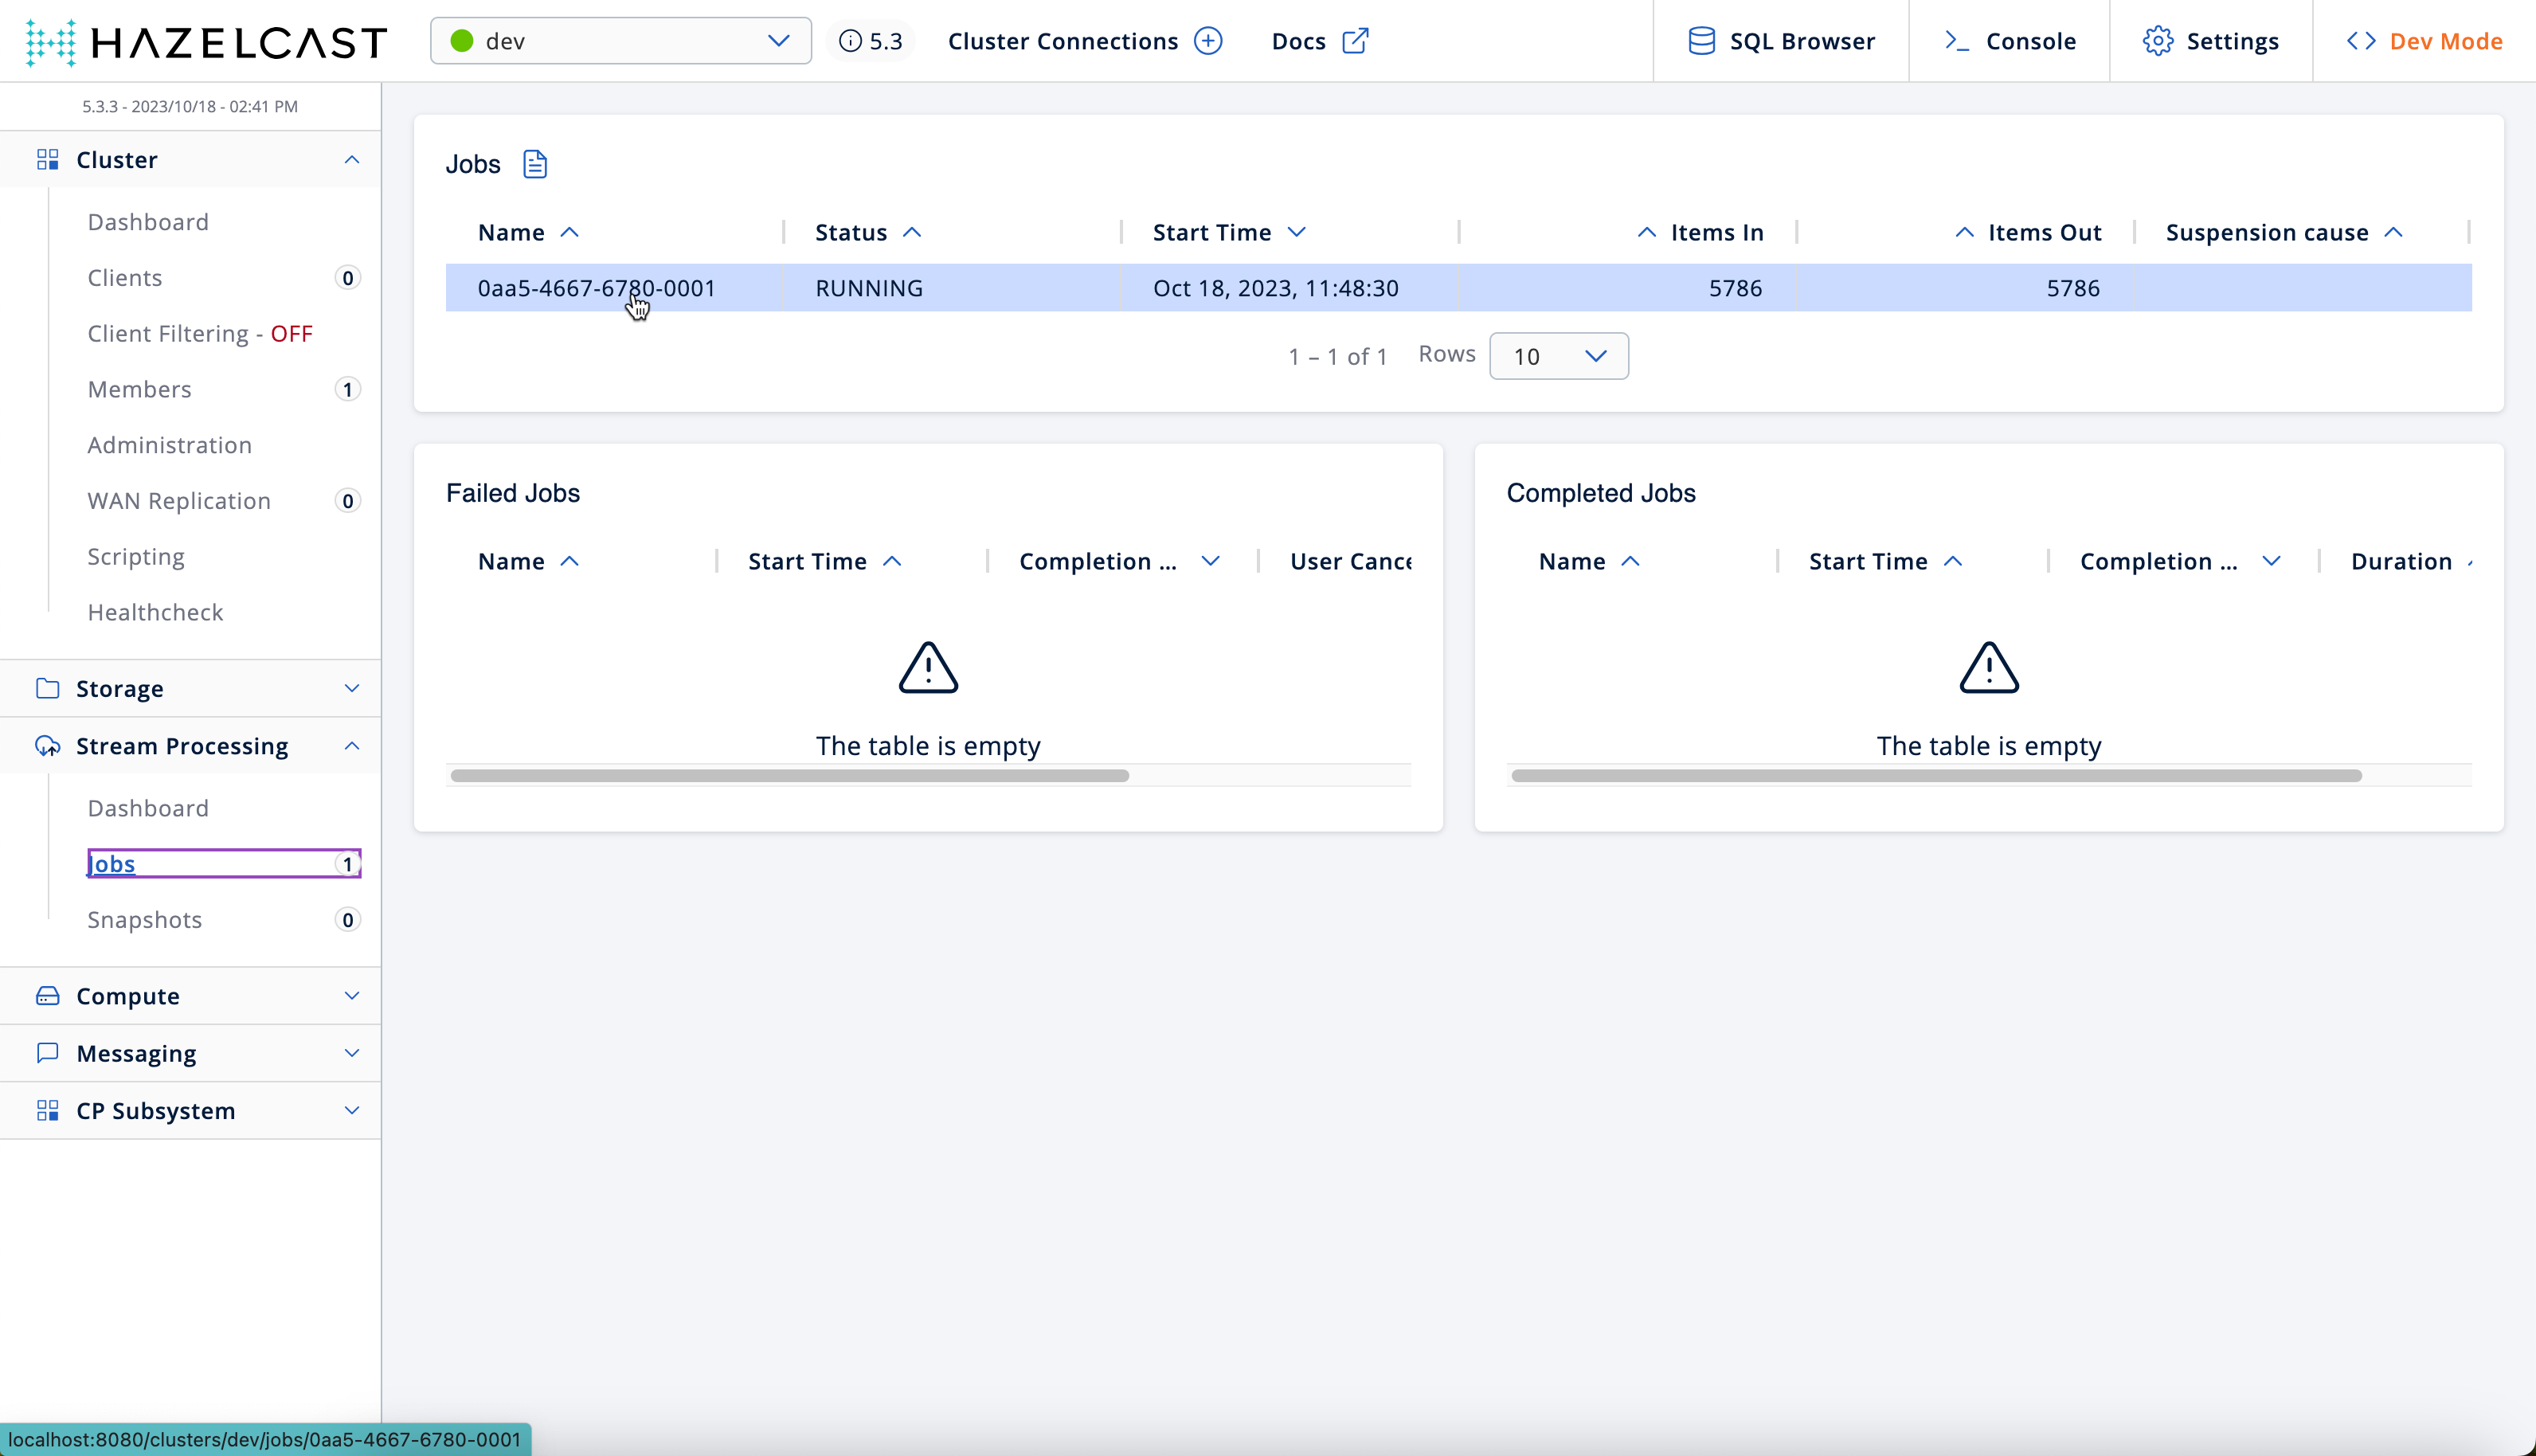 HAZELCAST
dev
5.3
Cluster Connections
Docs
SQL Browser
Console
Settings
Dev Mode
5.3.3 - 2023/10/18 - 02:41 PM
Cluster
Dashboard
Clients 0
Client Filtering - OFF
Members 1
Administration
WAN Replication 0
Scripting
Healthcheck
Storage
Stream Processing
Dashboard
Jobs 1
Snapshots 0
Compute
Messaging
CP Subsystem
Jobs
Name Status Start Time Items In Items Out Suspension cause
0aa5-4667-6780-0001 RUNNING Oct 18, 2023, 11:48:30 5786 5786
1 – 1 of 1 Rows 10
Failed Jobs
Name Start Time Completion ... User Cance
The table is empty
Completed Jobs
Name Start Time Completion ... Duration
The table is empty
localhost:8080/clusters/dev/jobs/0aa5-4667-6780-0001